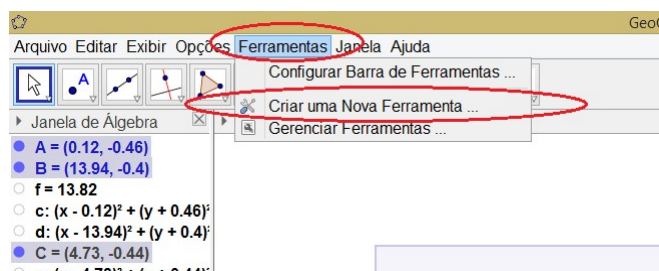 GeoG
Arquivo Editar Exibir Opções Ferramentas Janela Ajuda
A
Configurar Barra de Ferramentas ...
Criar uma Nova Ferramenta ...
Gerenciar Ferramentas ...
Janela de Álgebra
A = (0.12, -0.46)
B = (13.94, -0.4)
f = 13.82
c: (x - 0.12)² + (y + 0.46)²
d: (x - 13.94)² + (y + 0.4)²
C = (4.73, -0.44)